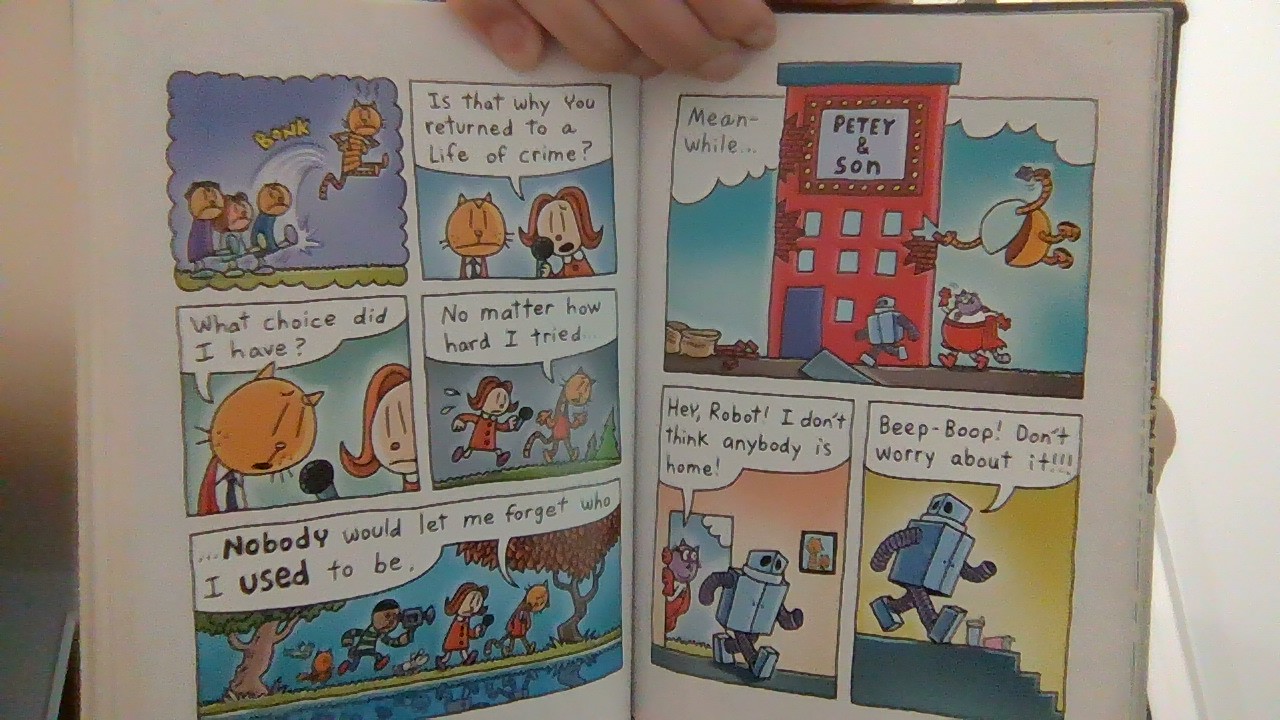 BONK
Is that why You
returned to a
Life of crime?
What choice did
I have?
No matter how
hard I tried...
...Nobody would let me forget who
I used to be.
Mean-
while...
PETEY
&
Son
Hey, Robot! I don't
think anybody is
home!
Beep-Boop! Don't
worry about it!!!